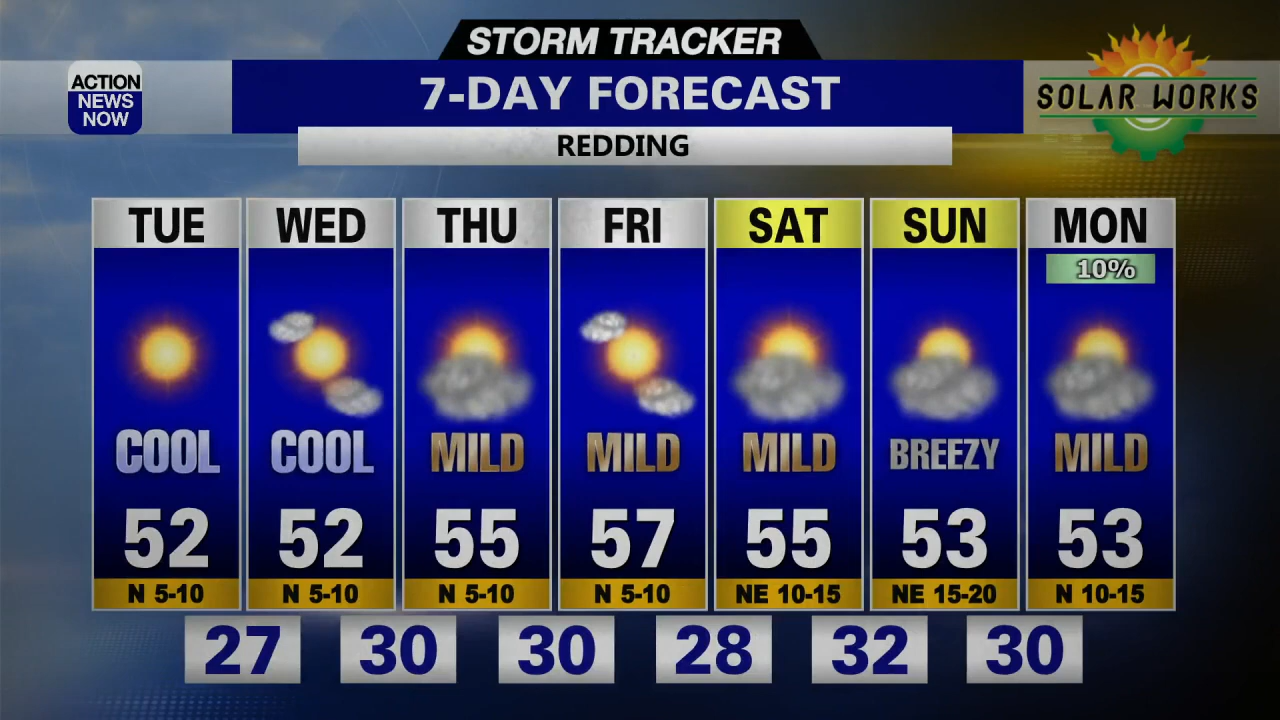 STORM TRACKER
ACTION
NEWS
NOW
7-DAY FORECAST
SOLAR WORKS
REDDING
TUE WED THU FRI SAT SUN MON
10%
COOL COOL MILD MILD MILD BREEZY MILD
52 52 55 57 55 53 53
N 5-10 N 5-10 N 5-10 N 5-10 NE 10-15 NE 15-20 N 10-15
27 30 30 28 32 30